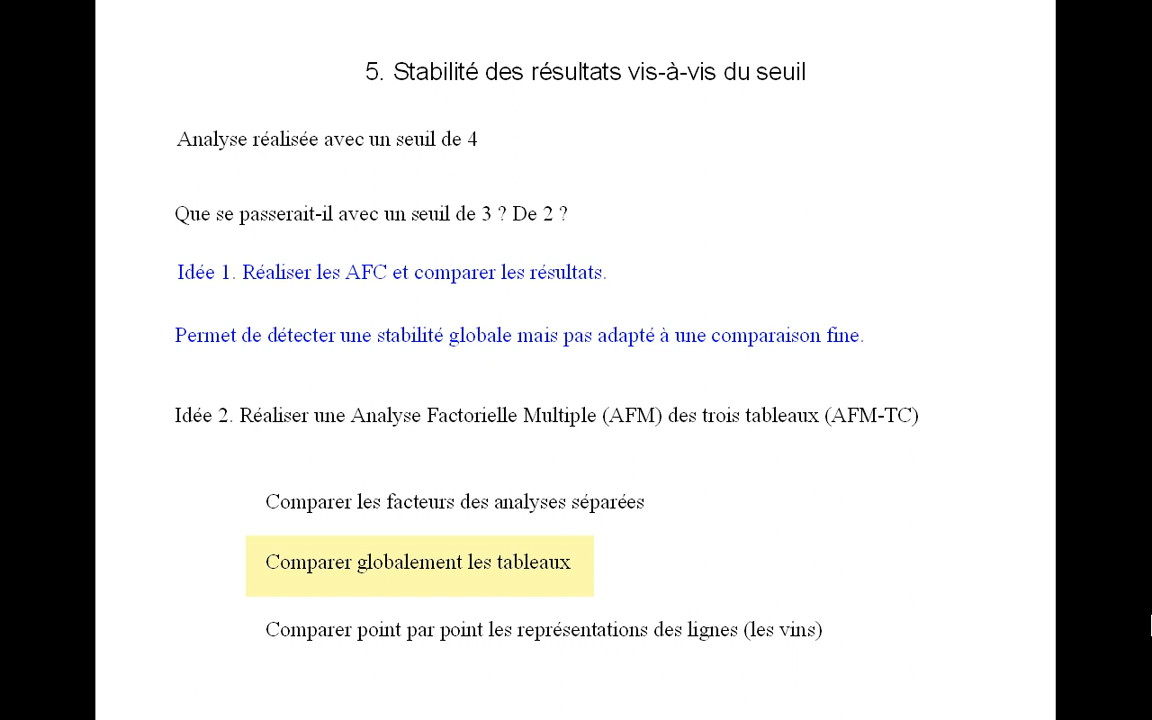 5. Stabilité des résultats vis-à-vis du seuil
Analyse réalisée avec un seuil de 4
Que se passerait-il avec un seuil de 3 ? De 2 ?
Idée 1. Réaliser les AFC et comparer les résultats.
Permet de détecter une stabilité globale mais pas adapté à une comparaison fine.
Idée 2. Réaliser une Analyse Factorielle Multiple (AFM) des trois tableaux (AFM-TC)
Comparer les facteurs des analyses séparées
Comparer globalement les tableaux
Comparer point par point les représentations des lignes (les vins)